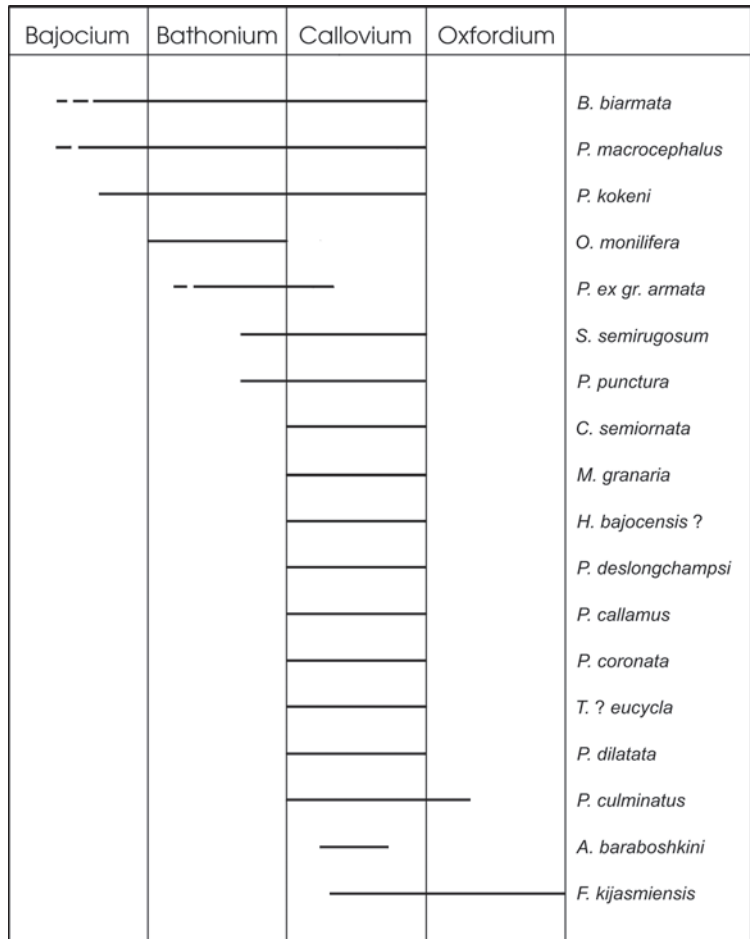 Bajocium Bathonium Callovium Oxfordium
B. biarmata
P. macrocephalus
P. kokeni
O. monilifera
P. ex gr. armata
S. semirugosum
P. punctura
C. semiornata
M. granaria
H. bajocensis ?
P. deslongchampsi
P. callamus
P. coronata
T. ? eucycla
P. dilatata
P. culminatus
A. baraboshkini
F. kijasmiensis